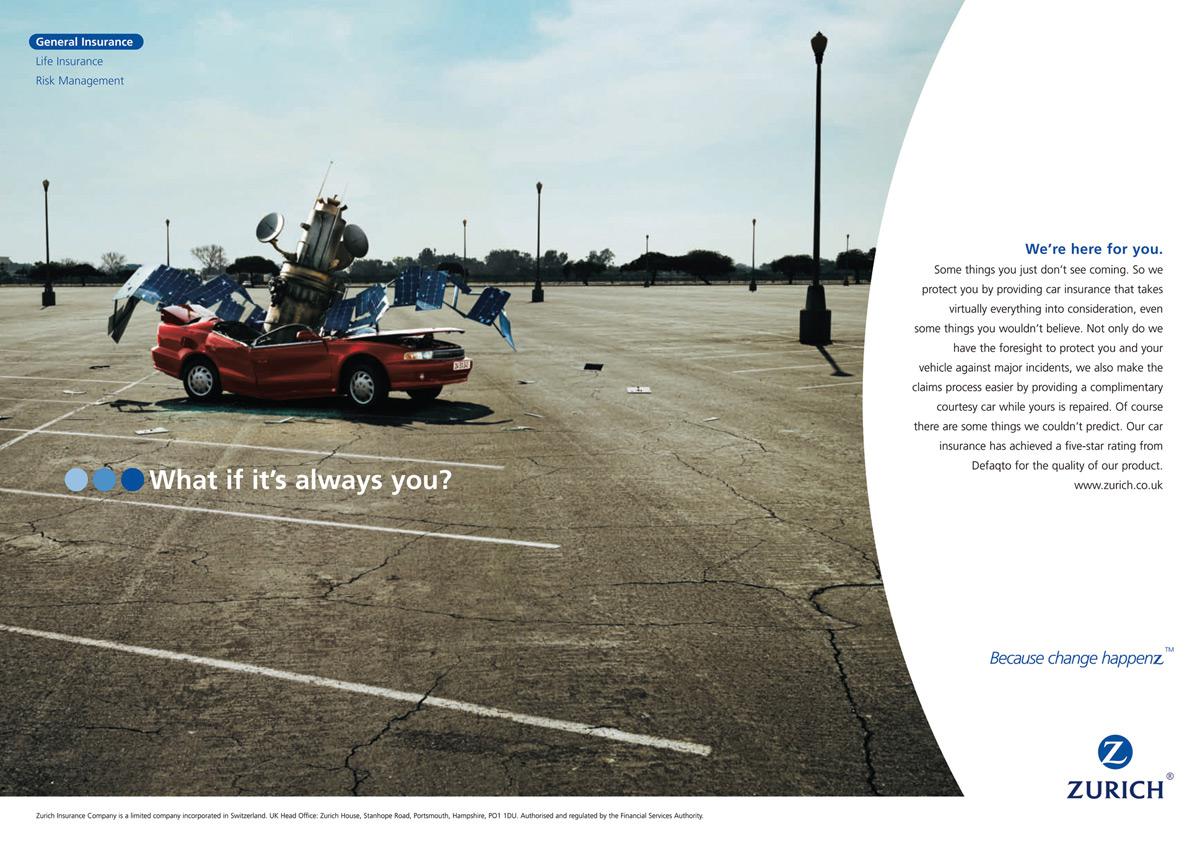 General Insurance
Life Insurance
Risk Management
What if it's always you?
We're here for you.
Some things you just don't see coming. So we
protect you by providing car insurance that takes
virtually everything into consideration, even
some things you wouldn't believe. Not only do we
have the foresight to protect you and your
vehicle against major incidents, we also make the
claims process easier by providing a complimentary
courtesy car while yours is repaired. Of course
there are some things we couldn't predict. Our car
insurance has achieved a five-star rating from
Defaqto for the quality of our product.
www.zurich.co.uk
Because change happenz™
Z
ZURICH®
Zurich Insurance Company is a limited company incorporated in Switzerland. UK Head Office: Zurich House, Stanhope Road, Portsmouth, Hampshire, PO1 1DU. Authorised and regulated by the Financial Services Authority.